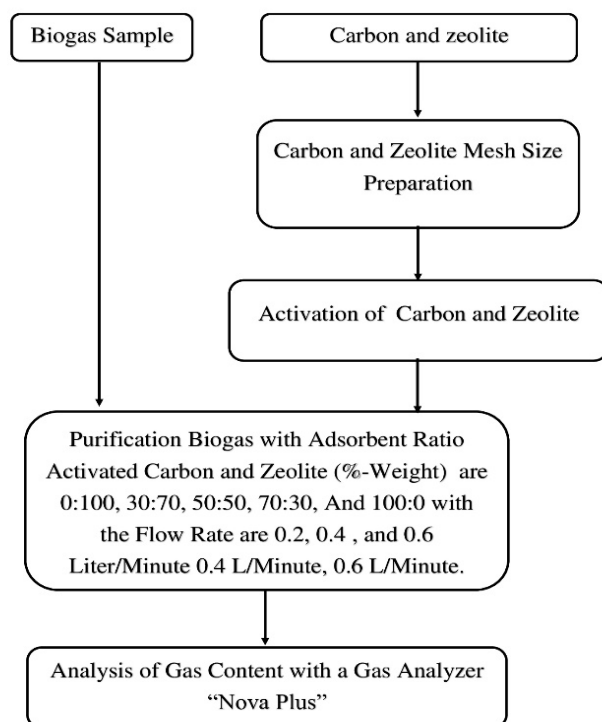 Biogas Sample
Carbon and zeolite
Carbon and Zeolite Mesh Size
Preparation
Activation of Carbon and Zeolite
Purification Biogas with Adsorbent Ratio
Activated Carbon and Zeolite (%-Weight) are
0:100, 30:70, 50:50, 70:30, And 100:0 with
the Flow Rate are 0.2, 0.4 , and 0.6
Liter/Minute 0.4 L/Minute, 0.6 L/Minute.
Analysis of Gas Content with a Gas Analyzer
“Nova Plus”